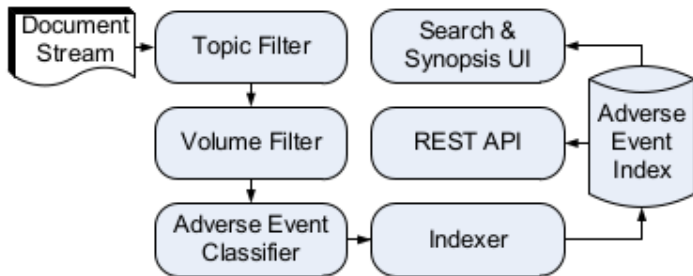 Document
Stream
Topic Filter
Search &
Synopsis UI
Volume Filter
REST API
Adverse
Event
Index
Adverse Event
Classifier
Indexer